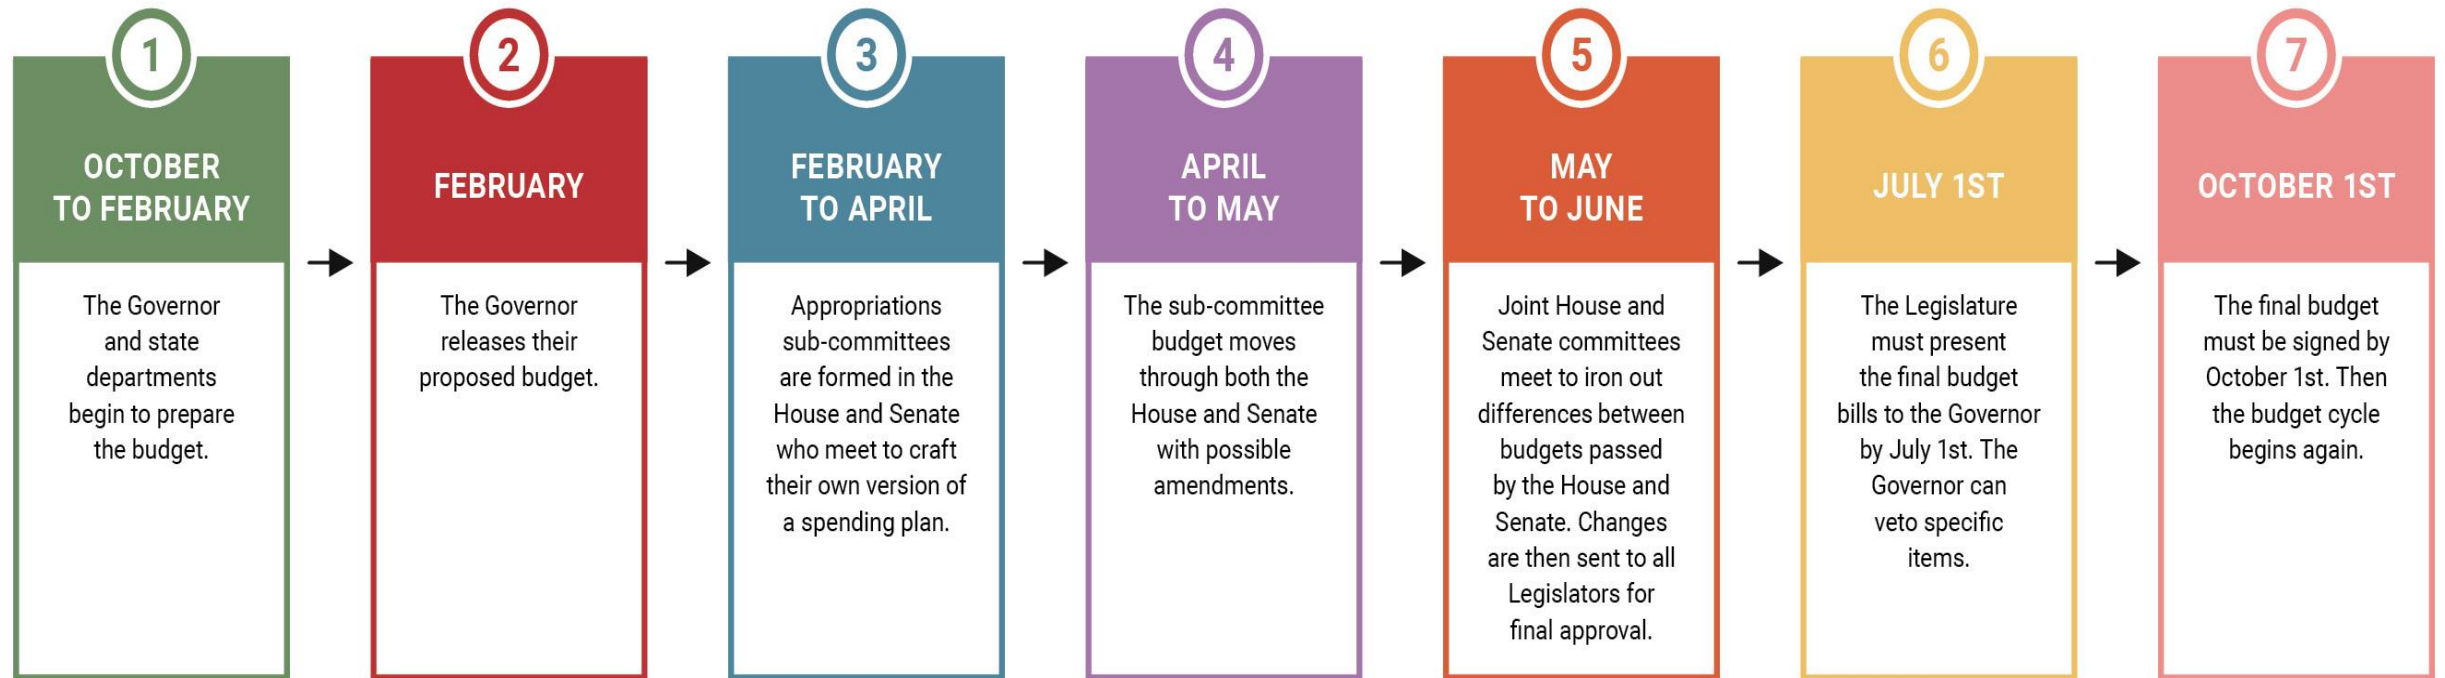 1
OCTOBER
TO FEBRUARY
The Governor
and state
departments
begin to prepare
the budget.
2
FEBRUARY
The Governor
releases their
proposed budget.
3
FEBRUARY
TO APRIL
Appropriations
sub-committees
are formed in the
House and Senate
who meet to craft
their own version of
a spending plan.
4
APRIL
TO MAY
The sub-committee
budget moves
through both the
House and Senate
with possible
amendments.
5
MAY
TO JUNE
Joint House and
Senate committees
meet to iron out
differences between
budgets passed
by the House and
Senate. Changes
are then sent to all
Legislators for
final approval.
6
JULY 1ST
The Legislature
must present
the final budget
bills to the Governor
by July 1st. The
Governor can
veto specific
items.
7
OCTOBER 1ST
The final budget
must be signed by
October 1st. Then
the budget cycle
begins again.